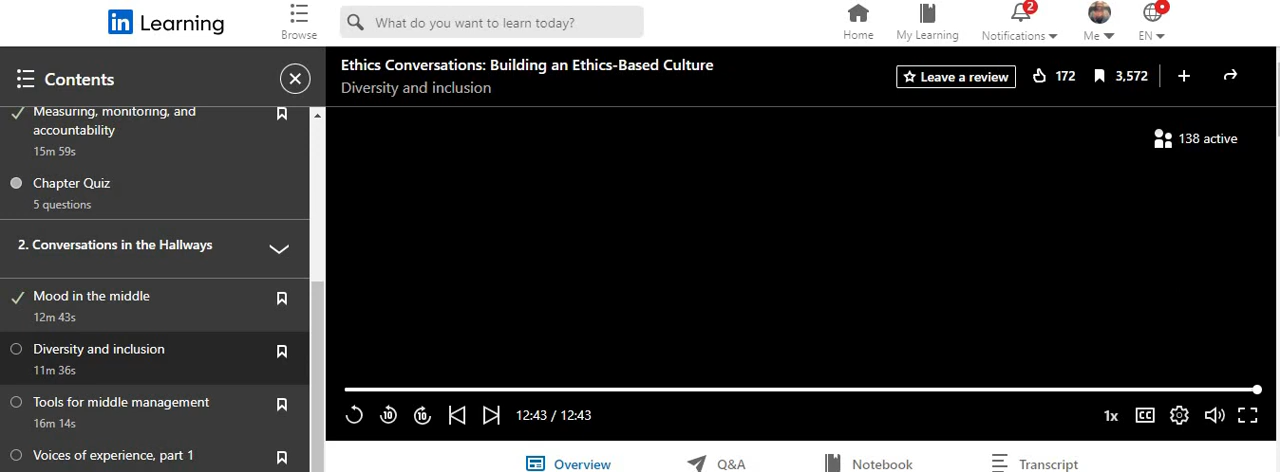 in Learning
Browse
What do you want to learn today?
Home
My Learning
2
Notifications
Me
EN
Contents
Measuring, monitoring, and
accountability
15m 59s
Chapter Quiz
5 questions
2. Conversations in the Hallways
Mood in the middle
12m 43s
Diversity and inclusion
11m 36s
Tools for middle management
16m 14s
Voices of experience, part 1
Ethics Conversations: Building an Ethics-Based Culture
Diversity and inclusion
Leave a review
172
3,572
138 active
10
10
12:43 / 12:43
1x
CC
Overview
Q&A
Notebook
Transcript